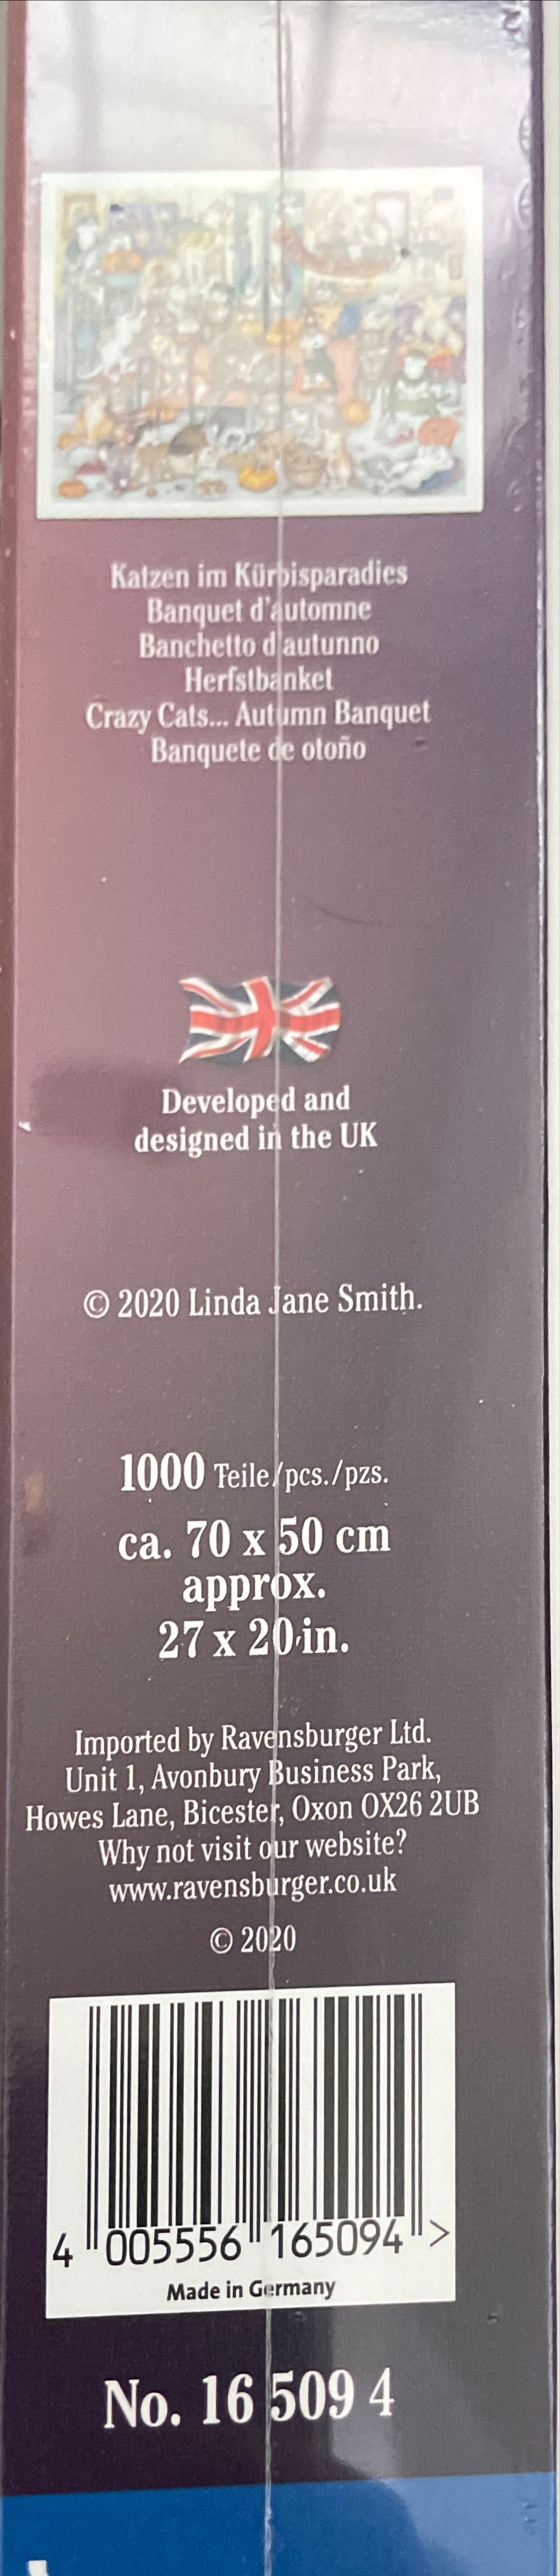 Katzen im Kürbisparadies
Banquet d'automne
Banchetto d'autunno
Herfstbanket
Crazy Cats... Autumn Banquet
Banquete de otoño
Developed and
designed in the UK
© 2020 Linda Jane Smith.
1000 Teile/pcs./pzs.
ca. 70 x 50 cm
approx.
27 x 20 in.
Imported by Ravensburger Ltd.
Unit 1, Avonbury Business Park,
Howes Lane, Bicester, Oxon OX26 2UB
Why not visit our website?
www.ravensburger.co.uk
© 2020
4 005556 165094 >
Made in Germany
No. 16 509 4